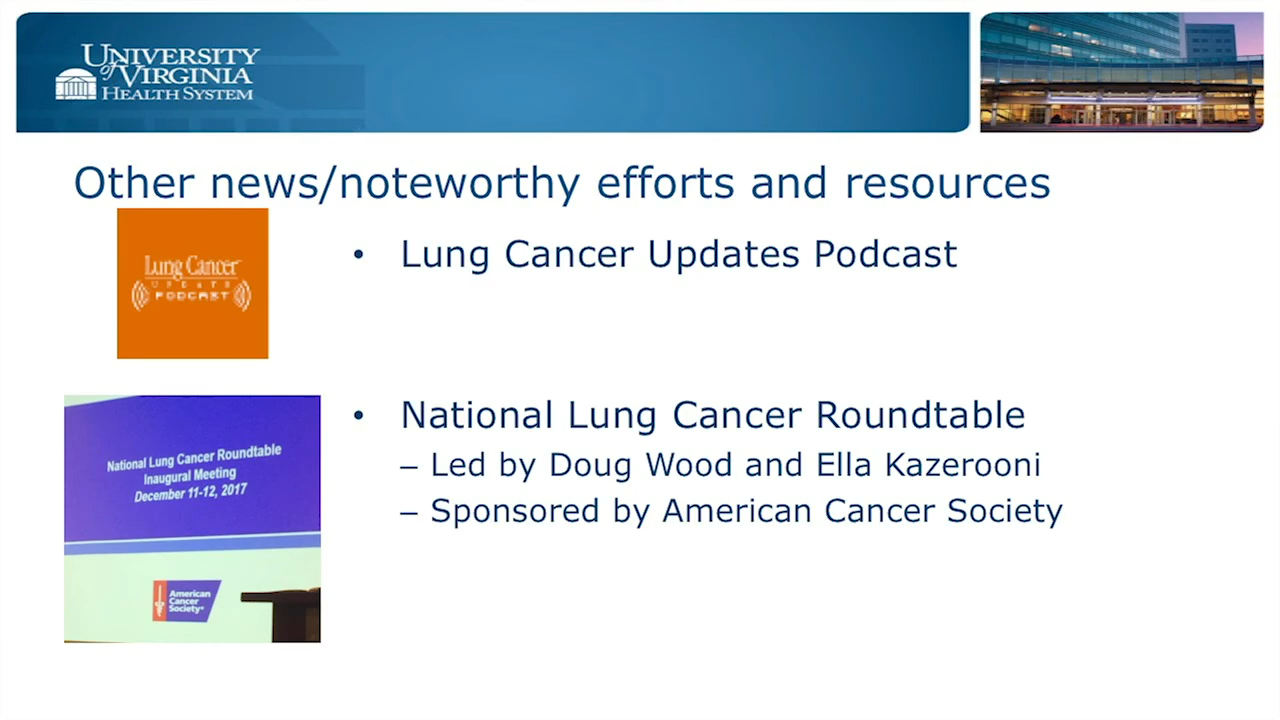 UNIVERSITY
of VIRGINIA
HEALTH SYSTEM
Other news/noteworthy efforts and resources
Lung Cancer
UPDATE
PODCAST
• Lung Cancer Updates Podcast
National Lung Cancer Roundtable
Inaugural Meeting
December 11-12, 2017
American
Cancer
Society®
• National Lung Cancer Roundtable
– Led by Doug Wood and Ella Kazerooni
– Sponsored by American Cancer Society